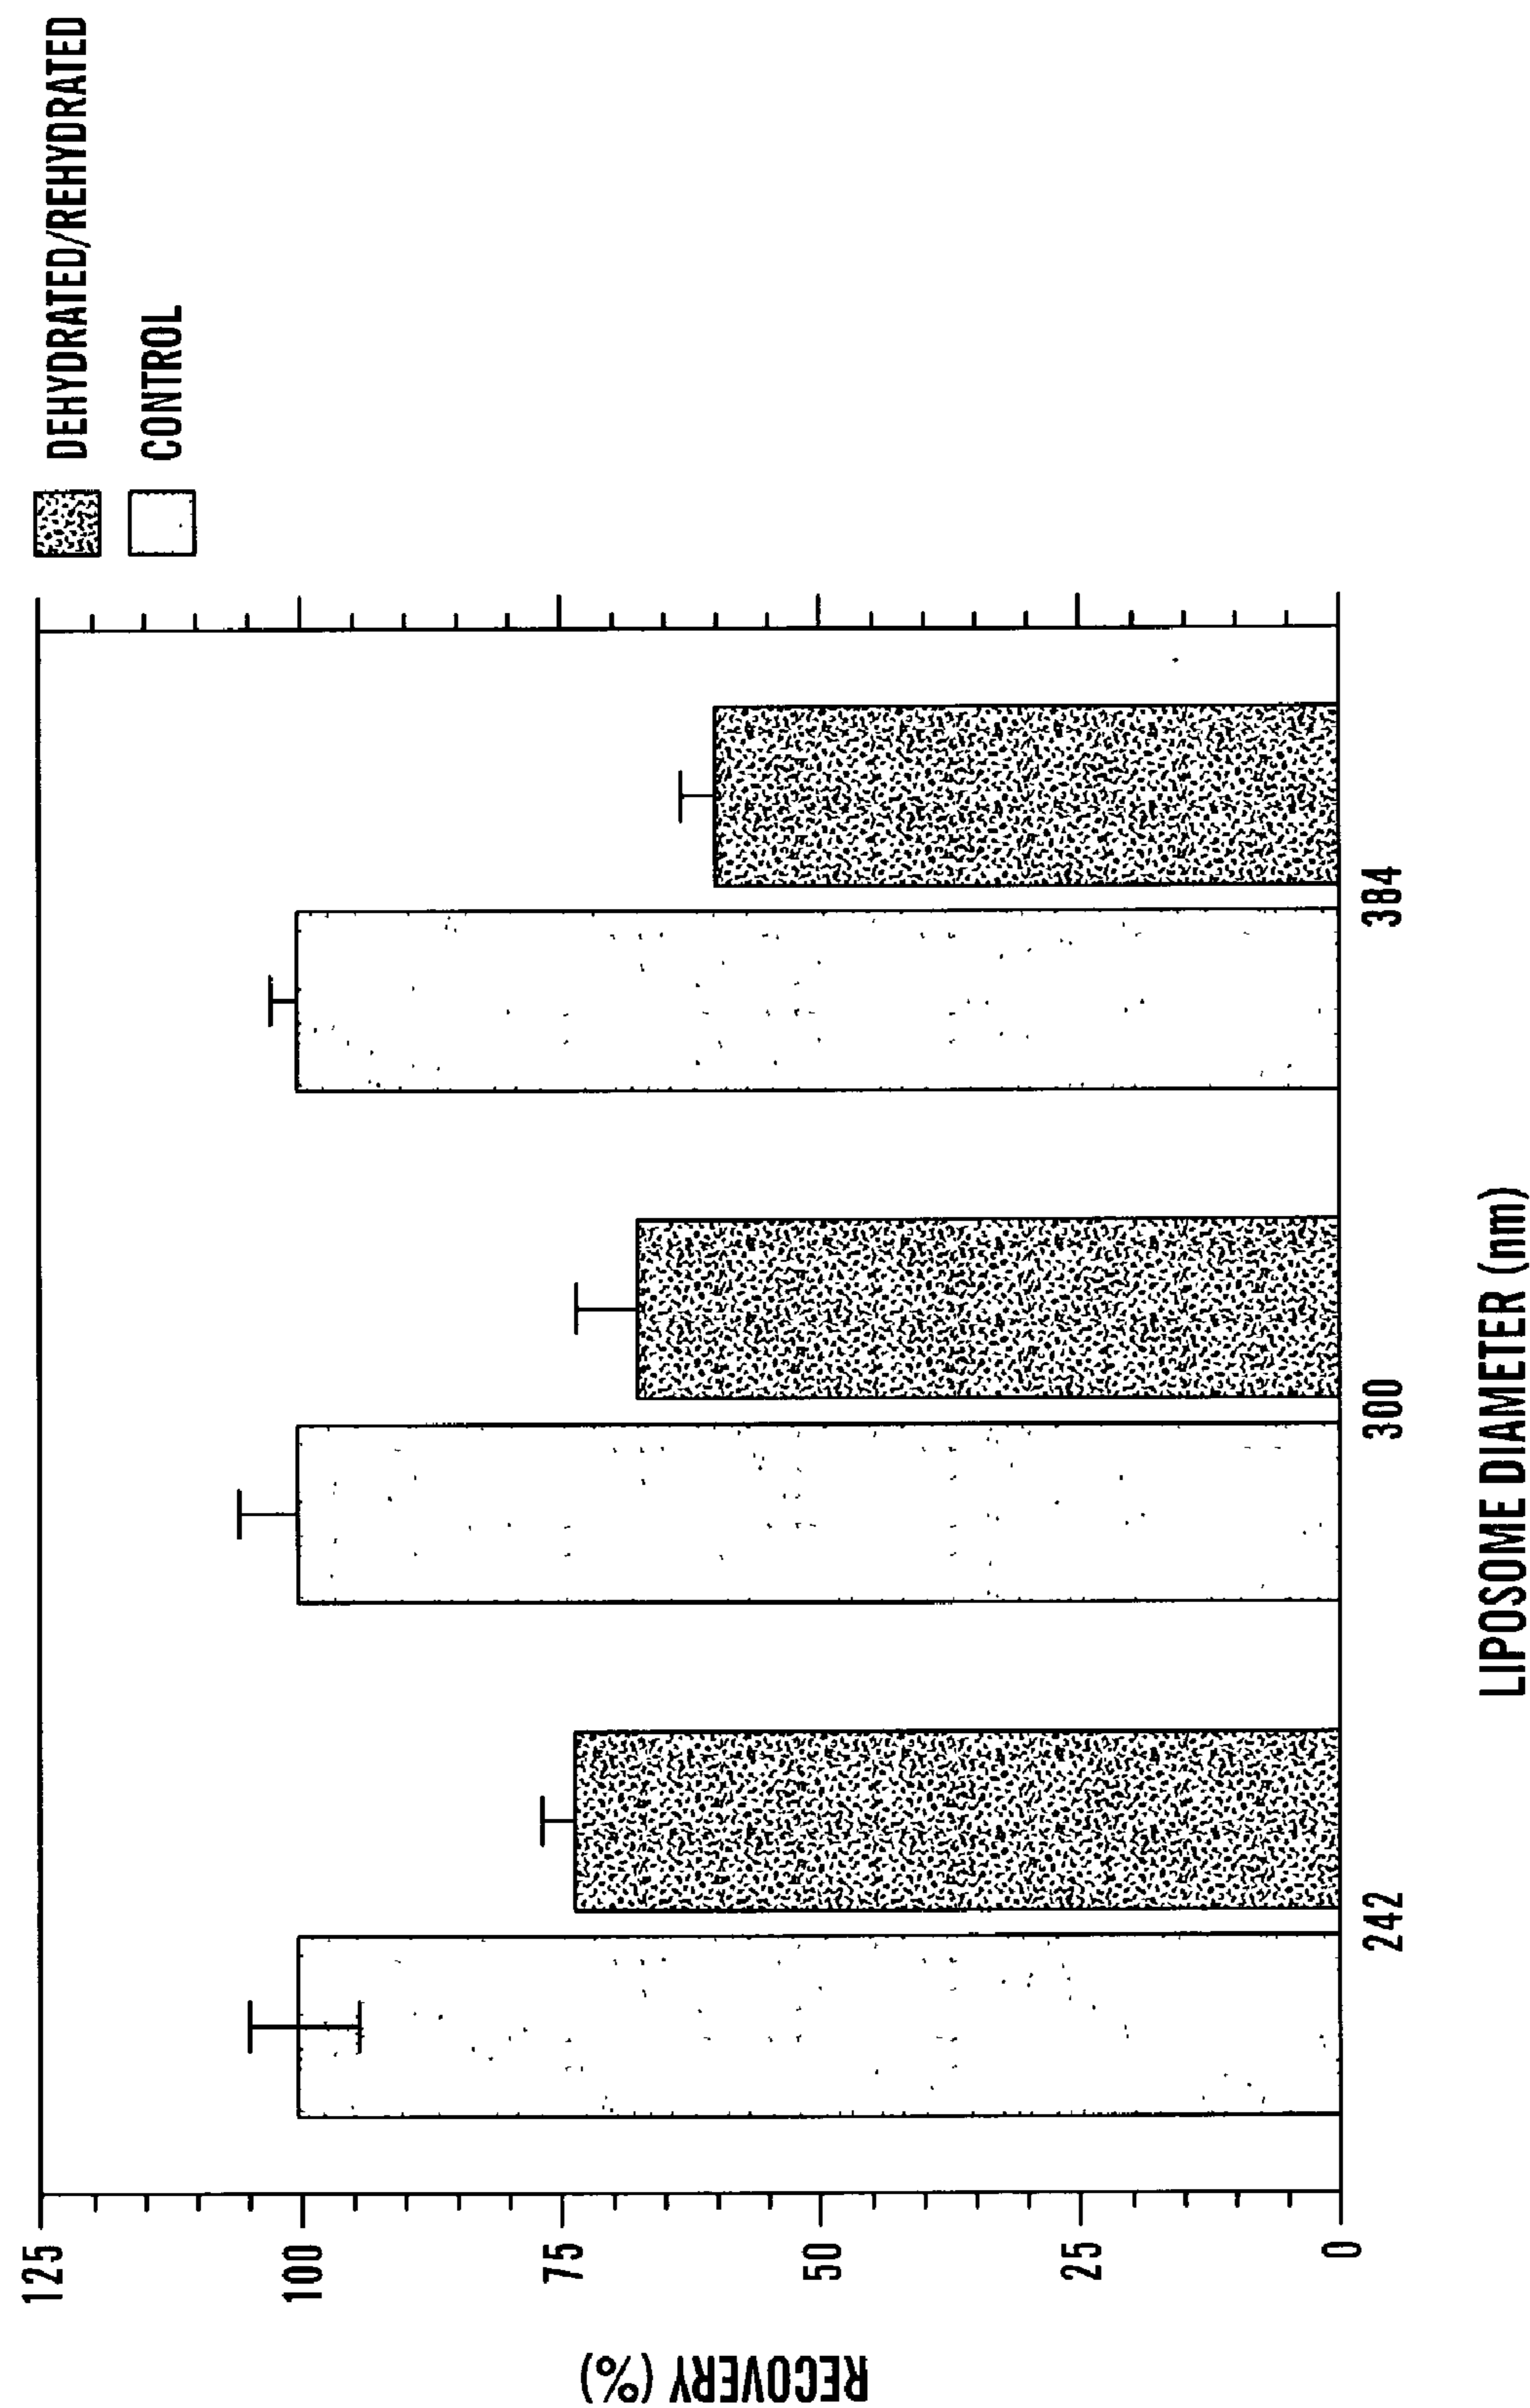 DEHYDRATED/REHYDRATED
CONTROL
RECOVERY (%)
125
100
75
50
25
0
242
300
384
LIPOSOME DIAMETER (nm)